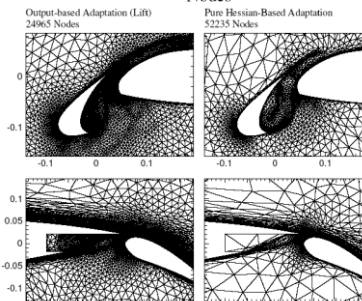 Nodes
Output-based Adaptation (Lift)
24965 Nodes
Pure Hessian-Based Adaptation
52235 Nodes
0
-0.1
-0.1 0 0.1
-0.1 0 0.1
0.1
0.05
0
-0.05
-0.1